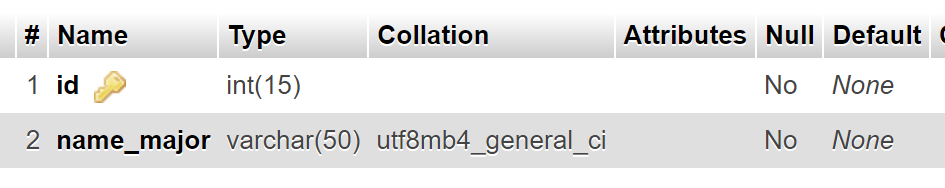 # Name Type Collation Attributes Null Default
1 id int(15) No None
2 name_major varchar(50) utf8mb4_general_ci No None